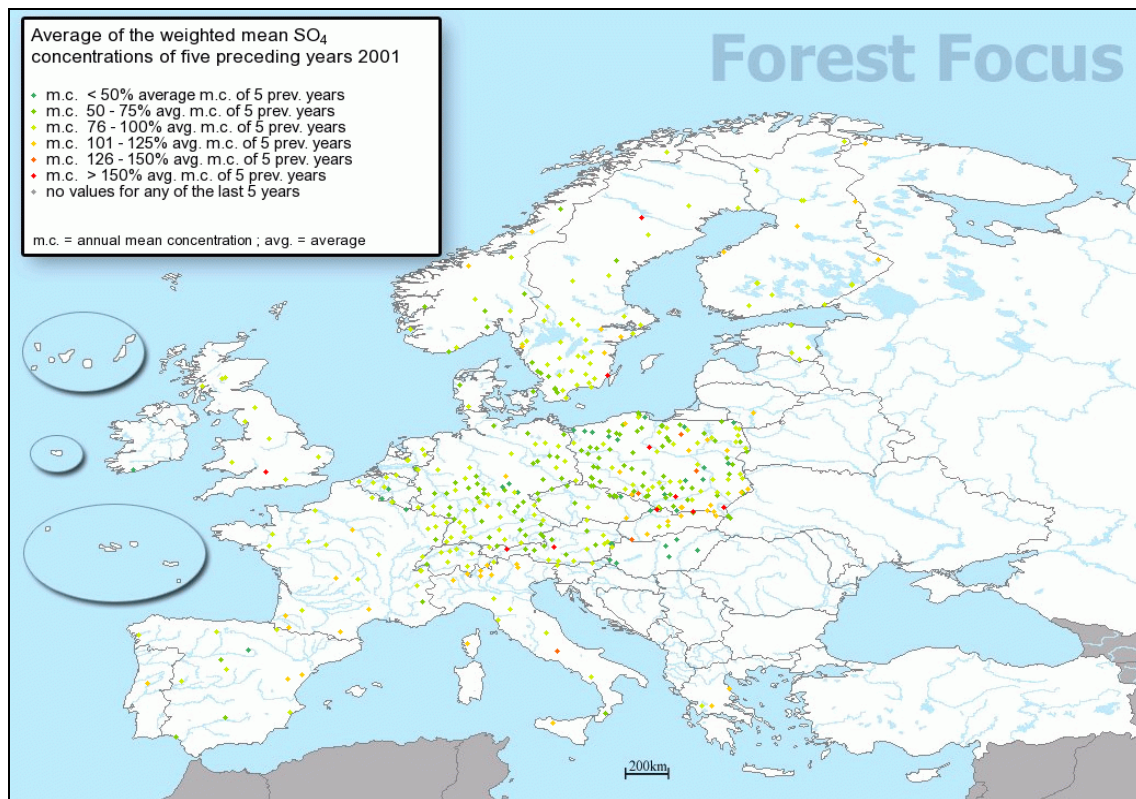 Average of the weighted mean SO₄
concentrations of five preceding years 2001
m.c. < 50% average m.c. of 5 prev. years
m.c. 50 - 75% avg. m.c. of 5 prev. years
m.c. 76 - 100% avg. m.c. of 5 prev. years
m.c. 101 - 125% avg. m.c. of 5 prev. years
m.c. 126 - 150% avg. m.c. of 5 prev. years
m.c. > 150% avg. m.c. of 5 prev. years
no values for any of the last 5 years
m.c. = annual mean concentration ; avg. = average
Forest Focus
200km